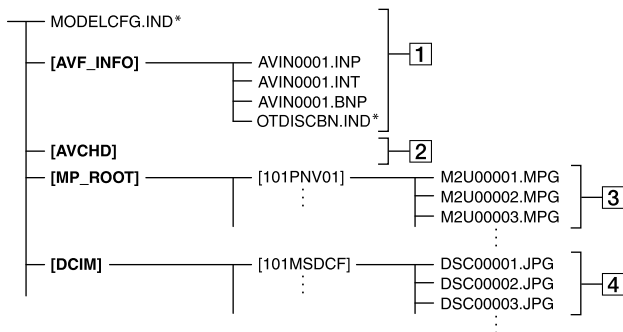 MODELCFG.IND*
[AVF_INFO] AVIN0001.INP
AVIN0001.INT
AVIN0001.BNP
OTDISCBN.IND*
1
[AVCHD] 2
[MP_ROOT] [101PNV01] M2U00001.MPG
M2U00002.MPG
M2U00003.MPG
3
[DCIM] [101MSDCF] DSC00001.JPG
DSC00002.JPG
DSC00003.JPG
4